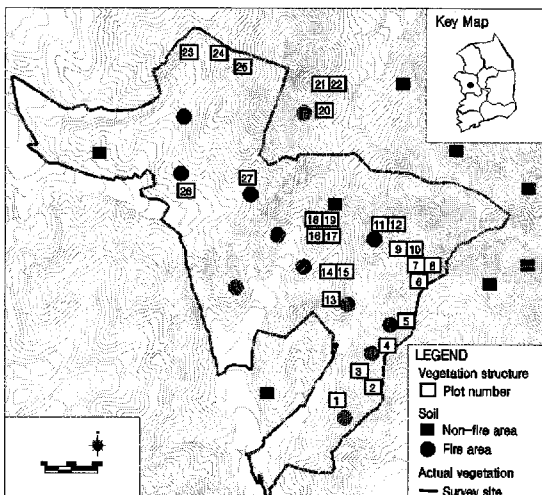 Key Map
23 24 25
21 22
20
27
26
18 19
16 17
11 12
9 10
7 8
6
14 15
13
5
4
3
2
1
LEGEND
Vegetation structure
Plot number
Soil
Non-fire area
Fire area
Actual vegetation
Survey site